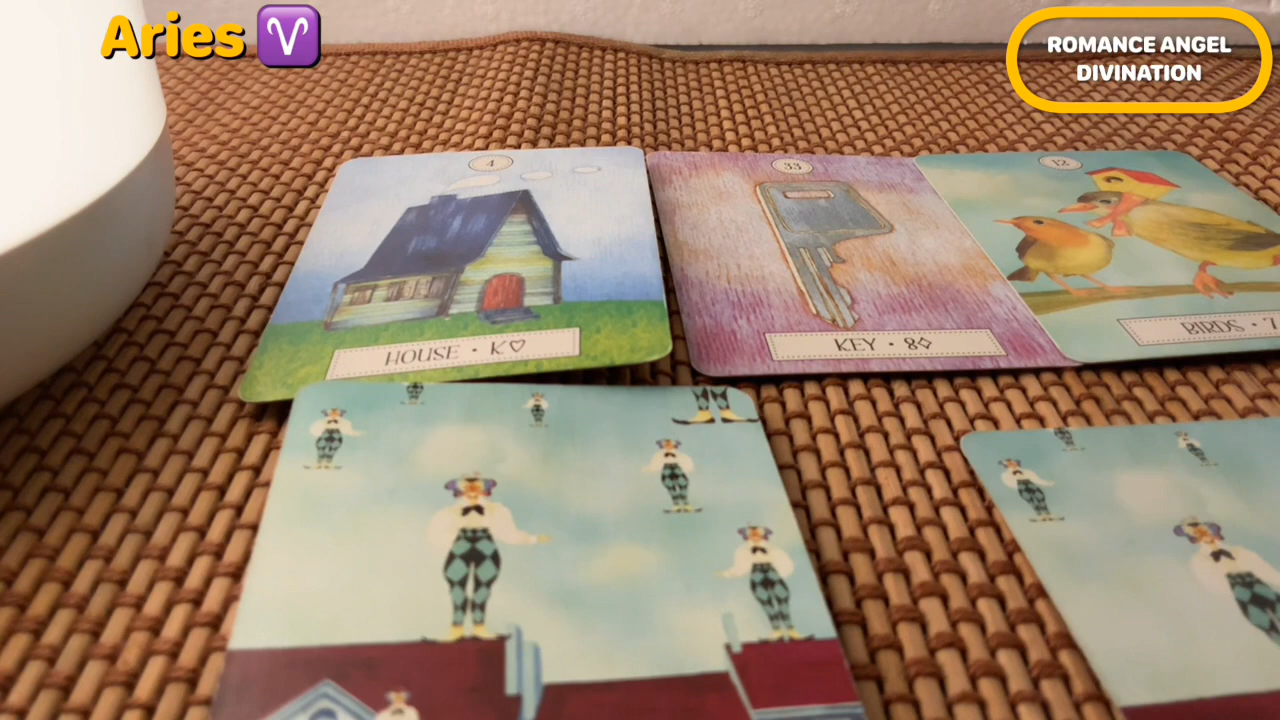 Aries ♈
ROMANCE ANGEL
DIVINATION
4
33
12
HOUSE • K♡
KEY • 8♢
BIRDS • 7